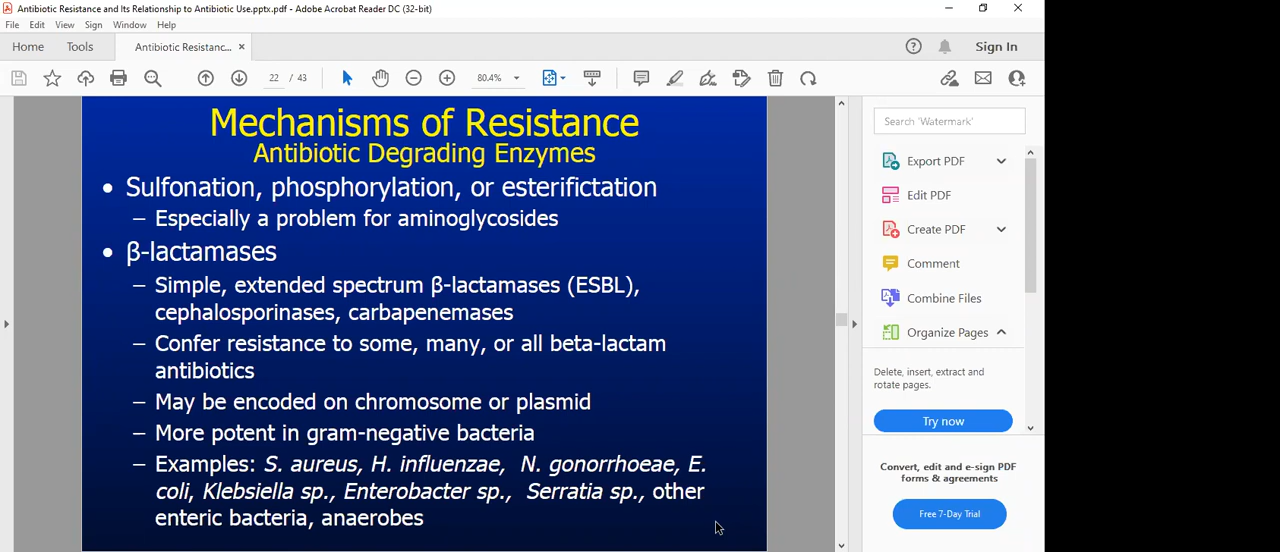 Antibiotic Resistance and Its Relationship to Antibiotic Use.pptx.pdf - Adobe Acrobat Reader DC (32-bit)
File Edit View Sign Window Help
Home Tools Antibiotic Resistanc... × Sign In
22 / 43 80.4%
Mechanisms of Resistance
Antibiotic Degrading Enzymes
• Sulfonation, phosphorylation, or esterifictation
– Especially a problem for aminoglycosides
• β-lactamases
– Simple, extended spectrum β-lactamases (ESBL),
cephalosporinases, carbapenemases
– Confer resistance to some, many, or all beta-lactam
antibiotics
– May be encoded on chromosome or plasmid
– More potent in gram-negative bacteria
– Examples: S. aureus, H. influenzae, N. gonorrhoeae, E.
coli, Klebsiella sp., Enterobacter sp., Serratia sp., other
enteric bacteria, anaerobes
Search 'Watermark'
Export PDF
Edit PDF
Create PDF
Comment
Combine Files
Organize Pages
Delete, insert, extract and
rotate pages.
Try now
Convert, edit and e-sign PDF
forms & agreements
Free 7-Day Trial